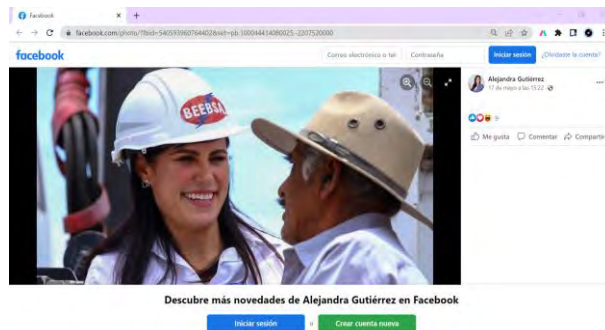 Facebook
facebook.com/photo/?fbid=540593960764402&set=pb.100044414080025.-2207520000
facebook
Correo electrónico o tel
Contraseña
Iniciar sesión
¿Olvidaste la cuenta?
BEEBSA
Alejandra Gutiérrez
17 de mayo a las 15:22
Me gusta
Comentar
Compartir
Descubre más novedades de Alejandra Gutiérrez en Facebook
Iniciar sesión
o
Crear cuenta nueva